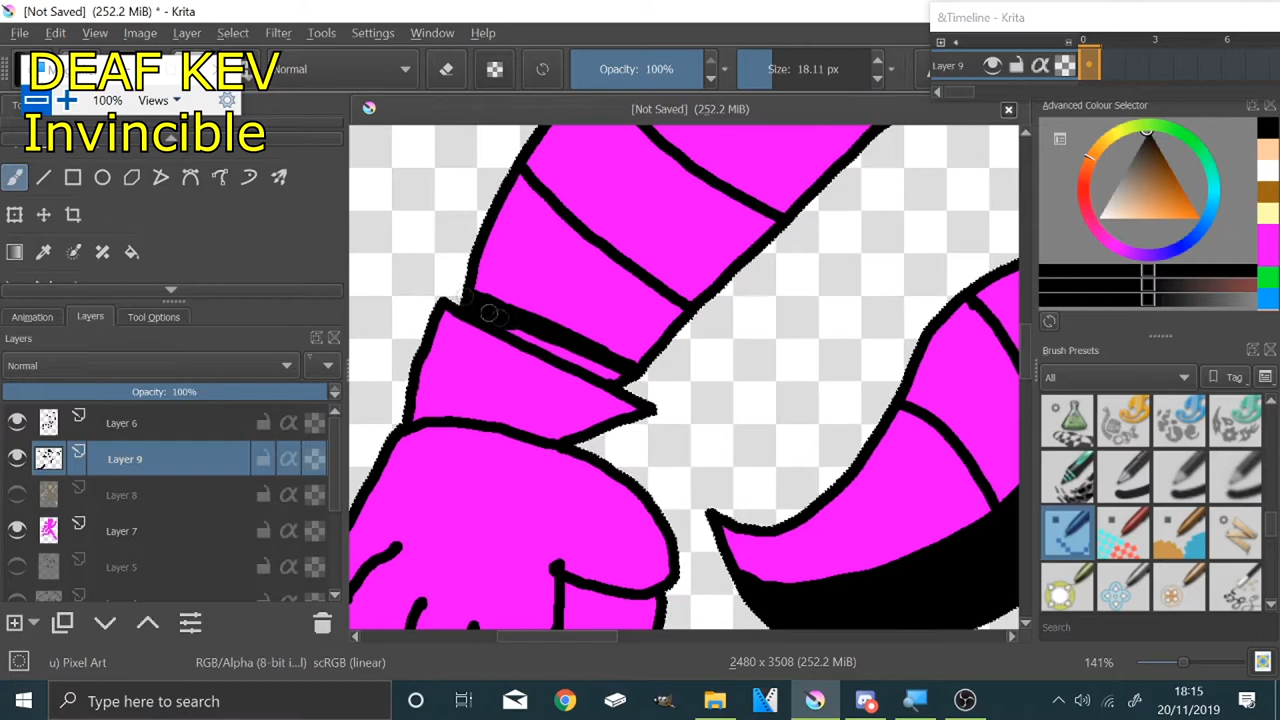 [Not Saved] (252.2 MiB) * - Krita
&Timeline - Krita
File Edit View Image Layer Select Filter Tools Settings Window Help
0 3 6
DEAF KEV
Normal
Opacity: 100%
Size: 18.11 px
Layer 9
100% Views
[Not Saved] (252.2 MiB)
Advanced Colour Selector
Invincible
Animation Layers Tool Options
Layers
Brush Presets
Normal
All
Tag
Opacity: 100%
Layer 6
Layer 9
Layer 8
Layer 7
Layer 5
Search
u) Pixel Art
RGB/Alpha (8-bit i...l) scRGB (linear)
2480 x 3508 (252.2 MiB)
141%
Type here to search
18:15
20/11/2019